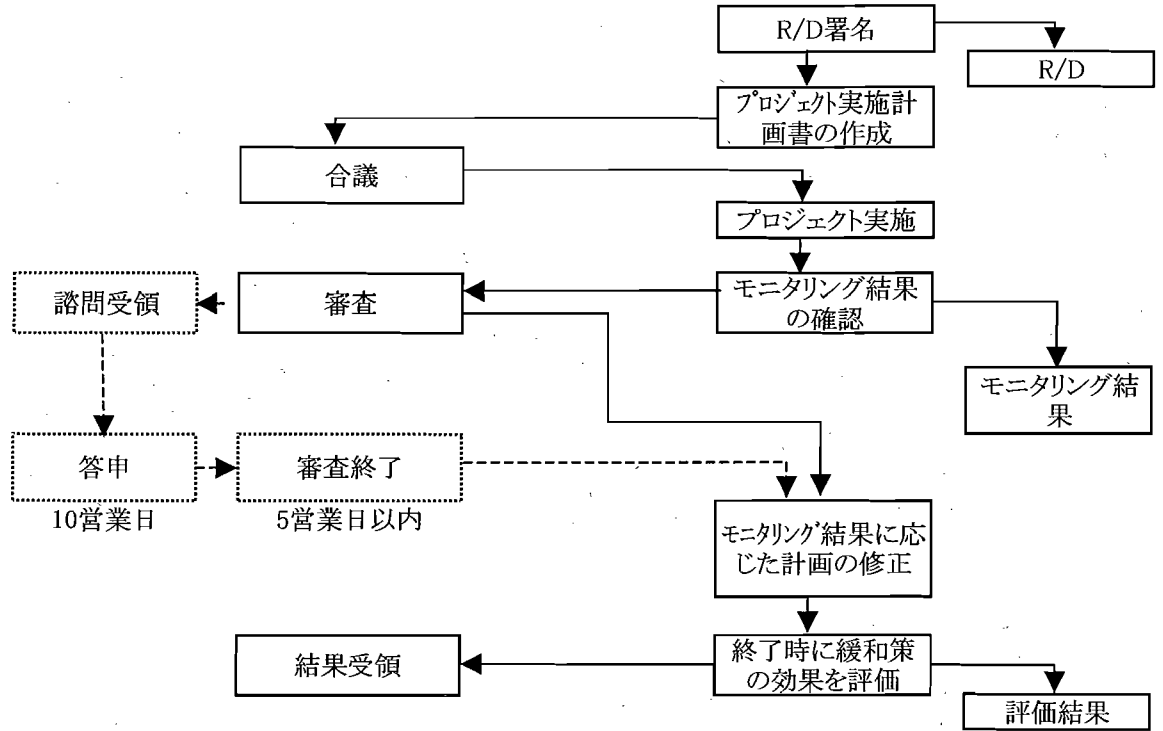 R/D署名
R/D
プロジェクト実施計
画書の作成
合議
プロジェクト実施
諮問受領
審査
モニタリング結果
の確認
モニタリング結
果
答申
審査終了
10営業日
5営業日以内
モニタリング結果に応
じた計画の修正
結果受領
終了時に緩和策
の効果を評価
評価結果